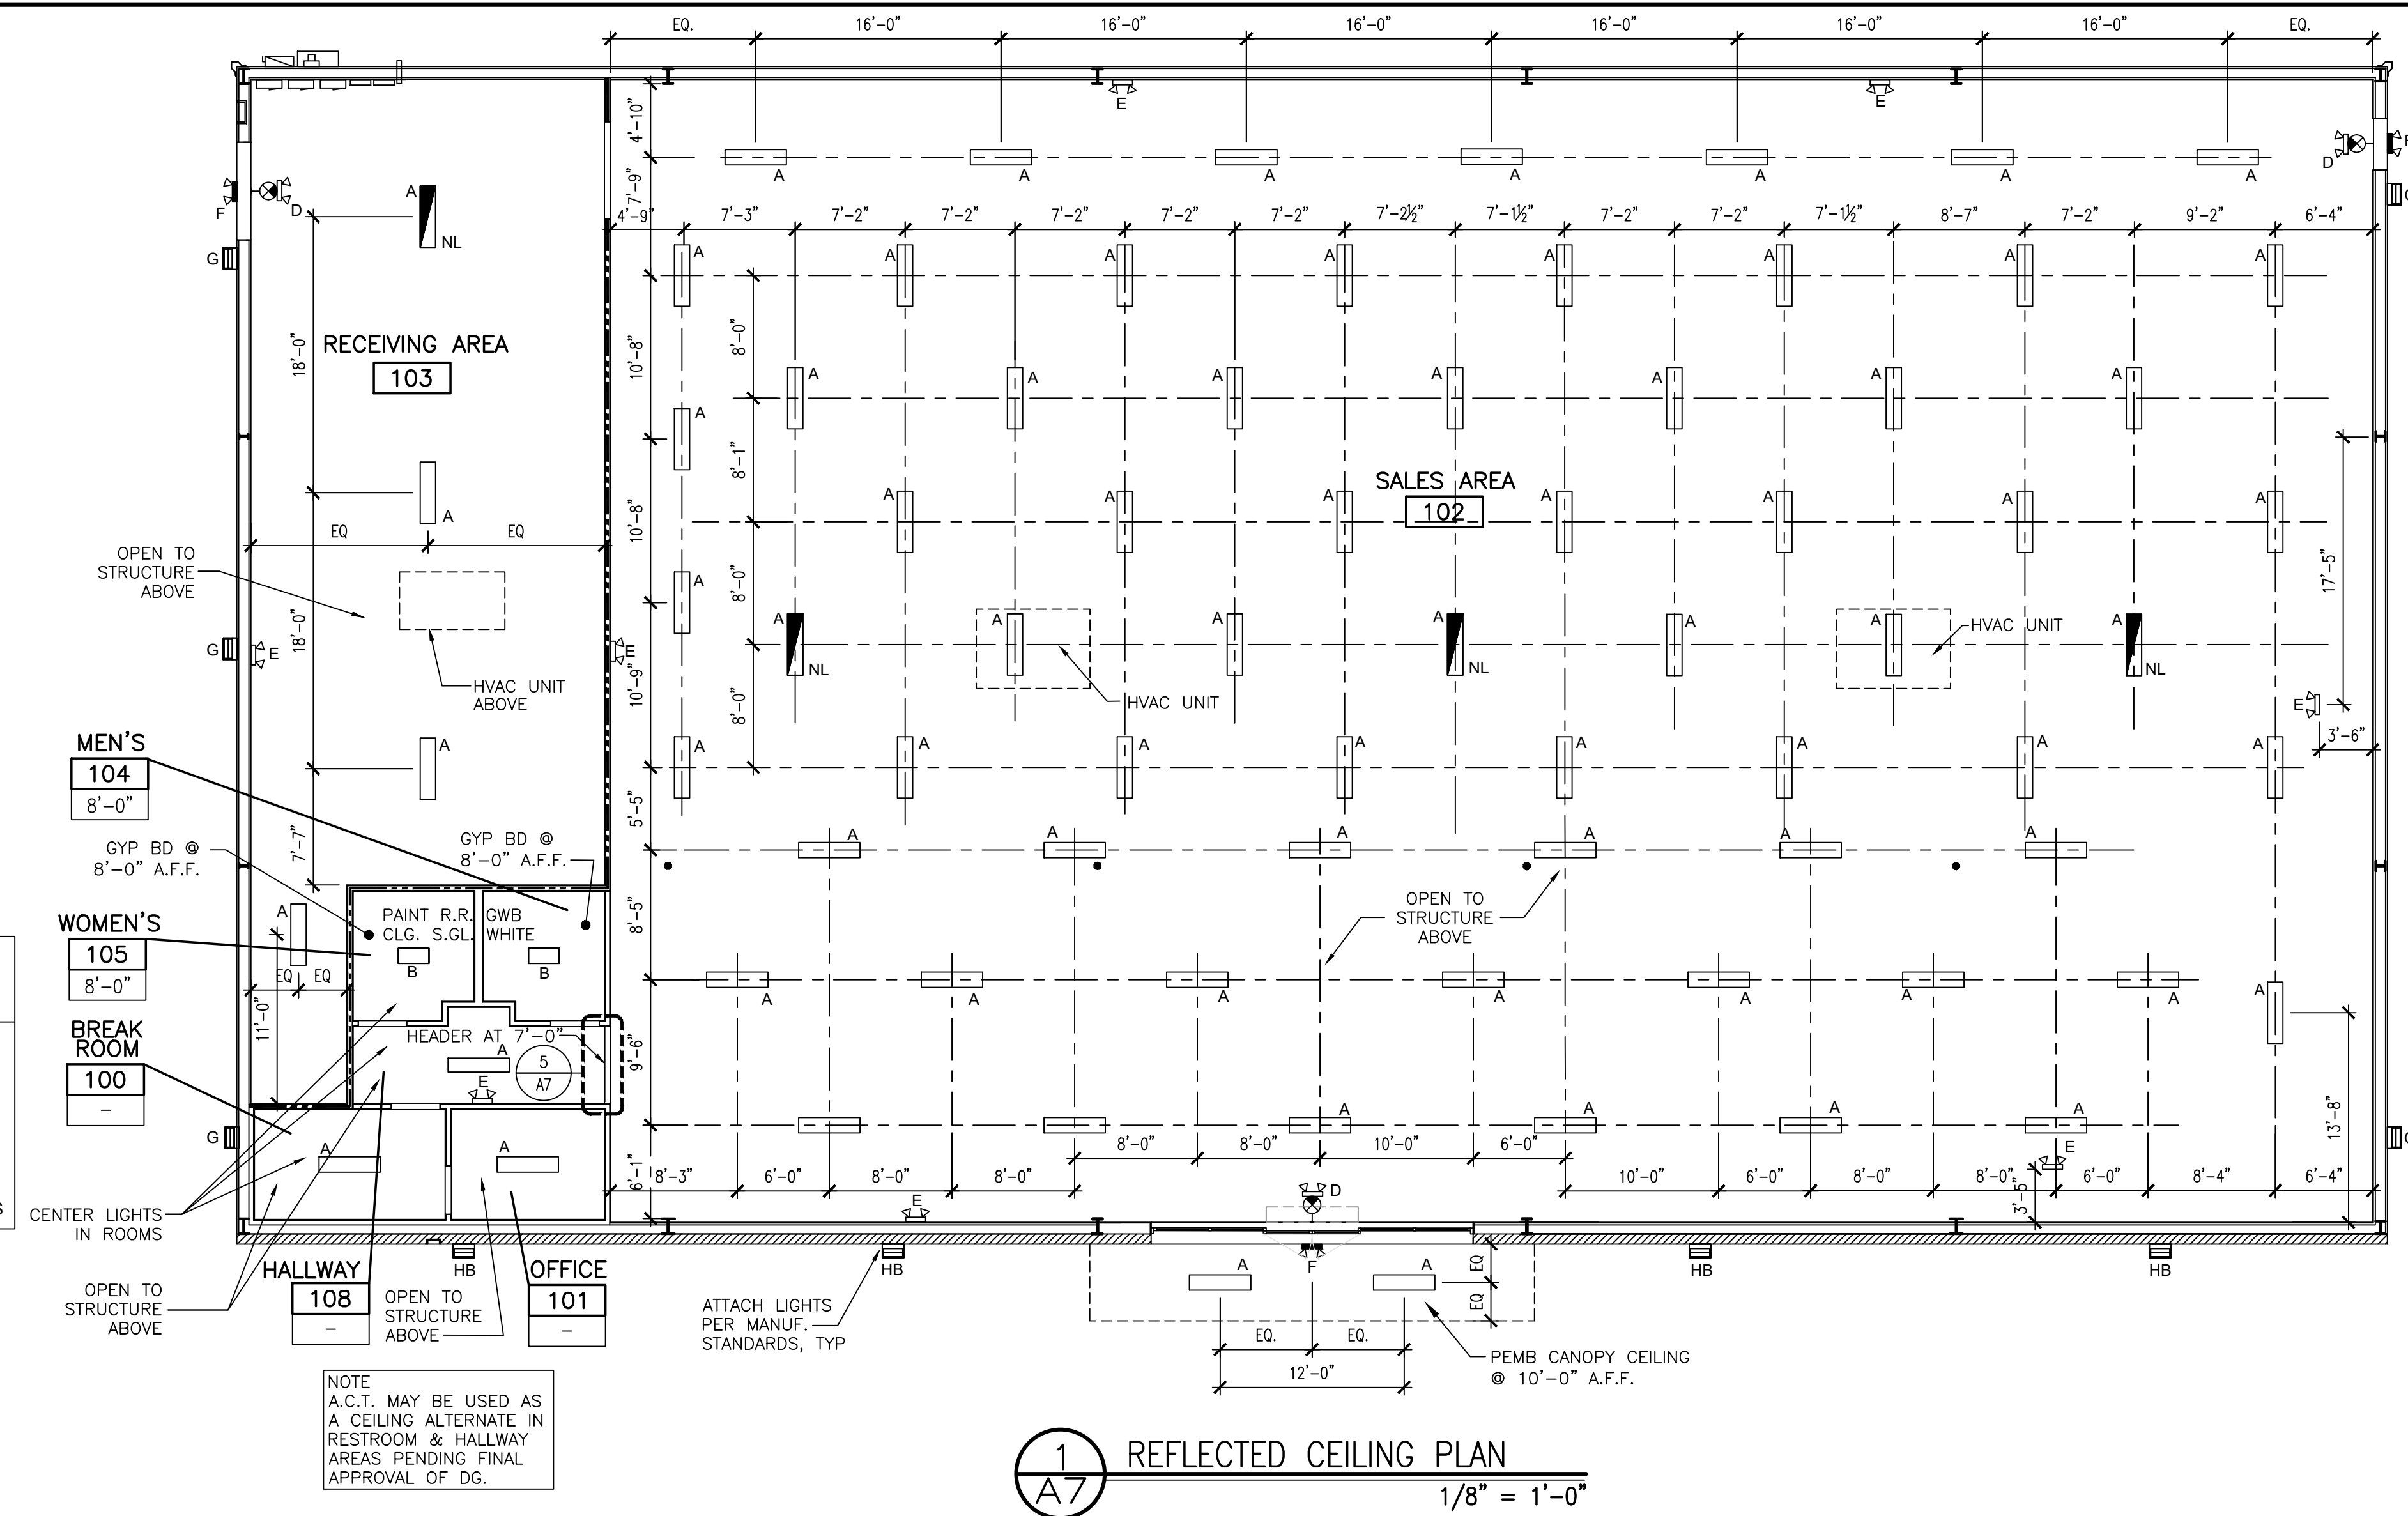 EQ. 16'-0" 16'-0" 16'-0" 16'-0" 16'-0" 16'-0" EQ.
E E
4'-10"
D F
A A A A A A A
7'-9"
A
F D
NL
G
4'-9" 7'-3" 7'-2" 7'-2" 7'-2" 7'-2" 7'-2" 7'-2½" 7'-1½" 7'-2" 7'-2" 7'-1½" 8'-7" 7'-2" 9'-2" 6'-4"
G
A A A A A A A A
18'-0"
RECEIVING AREA
103
10'-8"
8'-0"
A A A A A A A
A
8'-1"
SALES AREA
102
A A A A A A A
A
EQ EQ
10'-8"
17'-5"
OPEN TO
STRUCTURE
ABOVE
8'-0"
A
A A A A A A A
HVAC UNIT
18'-0"
G E
E
NL NL NL
HVAC UNIT
ABOVE
10'-9"
8'-0"
HVAC UNIT
E
3'-6"
MEN'S
104
8'-0"
A
A A A A A A A A
5'-5"
7'-7"
GYP BD @
8'-0" A.F.F.
GYP BD @
8'-0" A.F.F.
A A A A A A
OPEN TO
STRUCTURE
ABOVE
WOMEN'S
105
8'-0"
A
PAINT R.R. GWB
CLG. S.GL. WHITE
B B
EQ EQ
8'-5"
A A A A A A A
A
BREAK
ROOM
100
-
11'-0"
HEADER AT 7'-0"
A
5
A7
E
9'-6"
A A A A
13'-8"
G G
A
8'-0" 8'-0" 10'-0" 6'-0"
E
6'-1"
8'-3" 6'-0" 8'-0" 8'-0"
10'-0" 6'-0" 8'-0" 8'-0" 6'-0" 8'-4" 6'-4"
3'-5"
E D
S
CENTER LIGHTS
IN ROOMS
HALLWAY
108
-
HB
OFFICE
101
-
HB F HB HB
A A
EQ
EQ
OPEN TO
STRUCTURE
ABOVE
OPEN TO
STRUCTURE
ABOVE
ATTACH LIGHTS
PER MANUF.
STANDARDS, TYP
EQ. EQ.
12'-0"
PEMB CANOPY CEILING
@ 10'-0" A.F.F.
NOTE
A.C.T. MAY BE USED AS
A CEILING ALTERNATE IN
RESTROOM & HALLWAY
AREAS PENDING FINAL
APPROVAL OF DG.
1
A7
REFLECTED CEILING PLAN
1/8" = 1'-0"